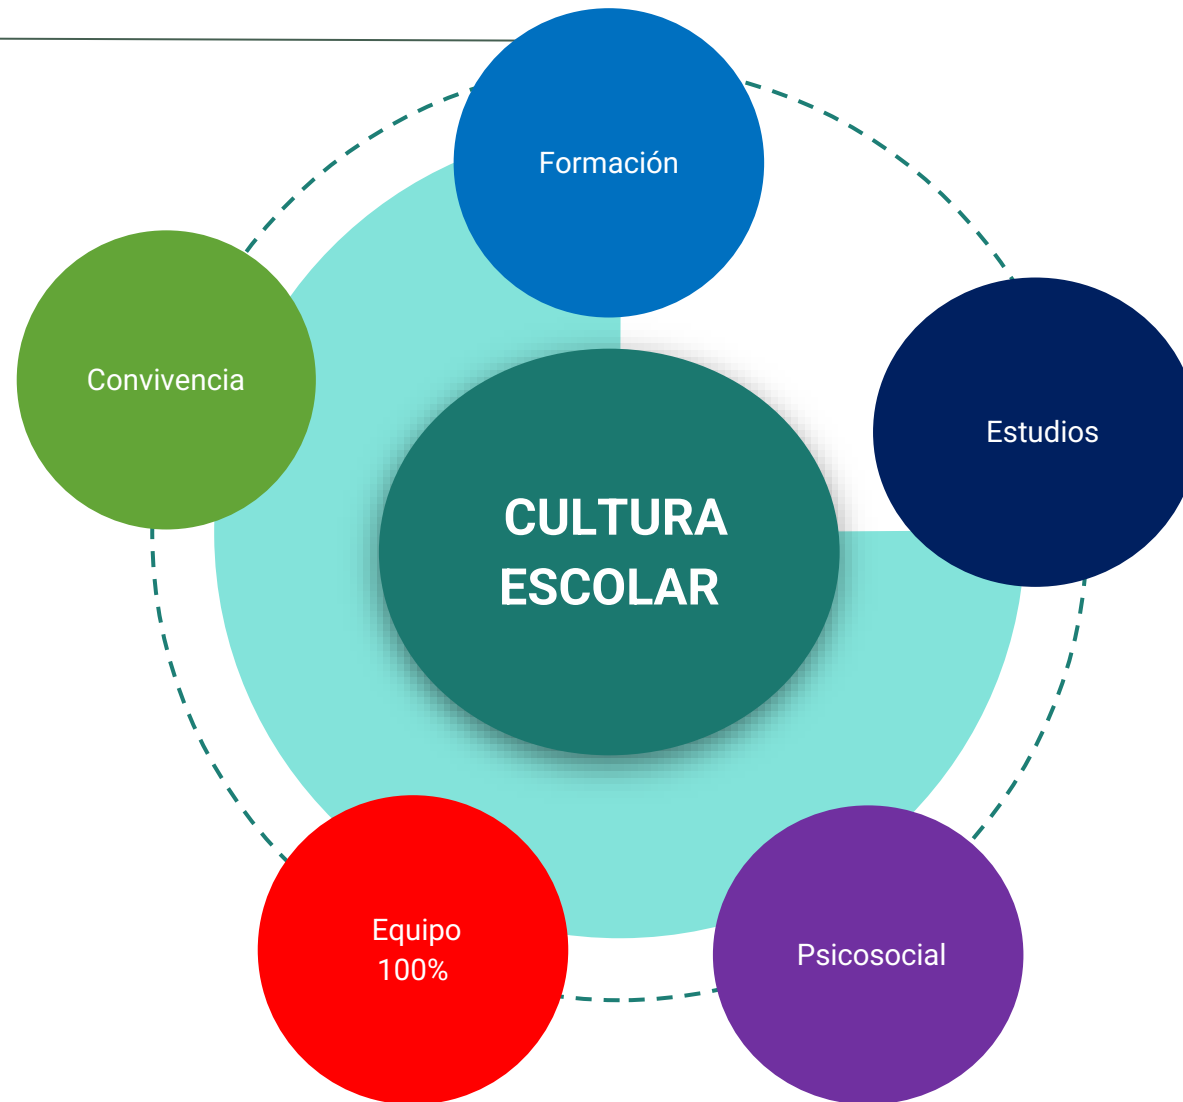 Formación
Convivencia
Estudios
CULTURA
ESCOLAR
Equipo
100%
Psicosocial